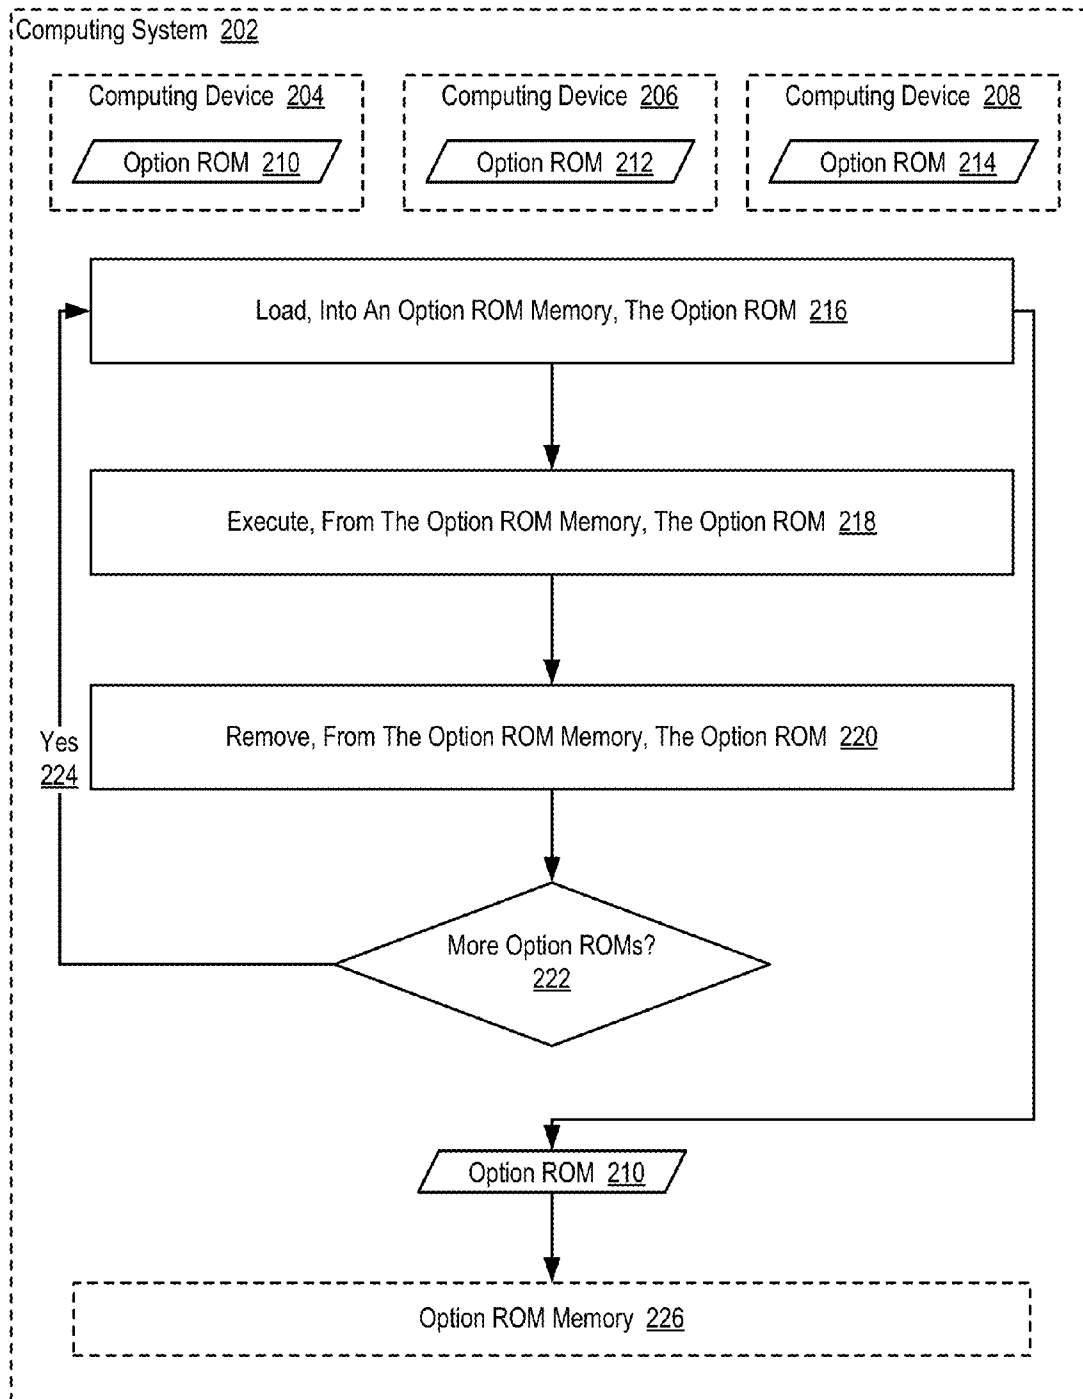 Computing System 202
Computing Device 204
Option ROM 210
Computing Device 206
Option ROM 212
Computing Device 208
Option ROM 214
Load, Into An Option ROM Memory, The Option ROM 216
Execute, From The Option ROM Memory, The Option ROM 218
Remove, From The Option ROM Memory, The Option ROM 220
Yes
224
More Option ROMs?
222
Option ROM 210
Option ROM Memory 226